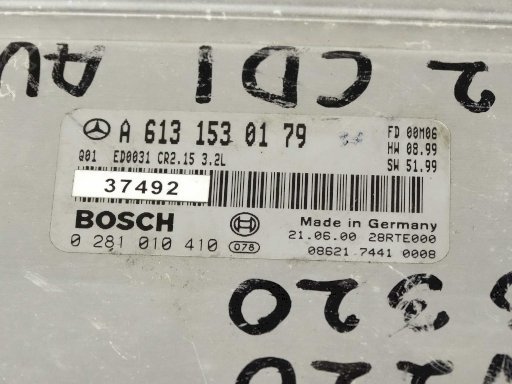 2 CDI AU
A 613 153 01 79
FD 00M06
Q01 ED0031 CR2.15 3.2L
HW 08.99
SW 51.99
37492
BOSCH
Made in Germany
0 281 010 410 078
21.06.00 28RTE000
08621 7441 0008
320
220